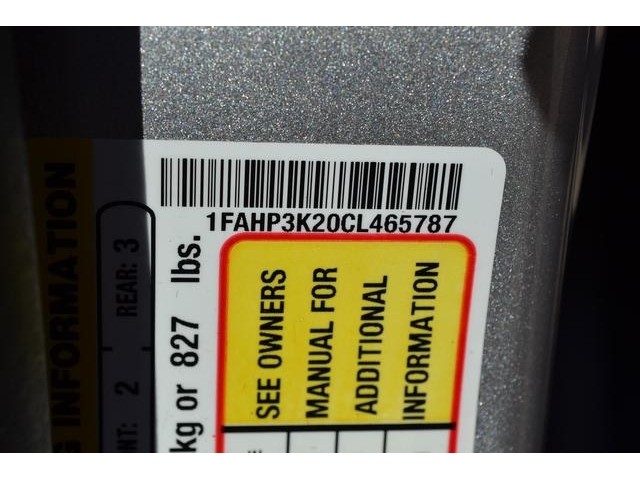 1FAHP3K20CL465787
SEE OWNERS
MANUAL FOR
ADDITIONAL
INFORMATION
kg or 827 lbs.
NT: 2 REAR: 3
G INFORMATION